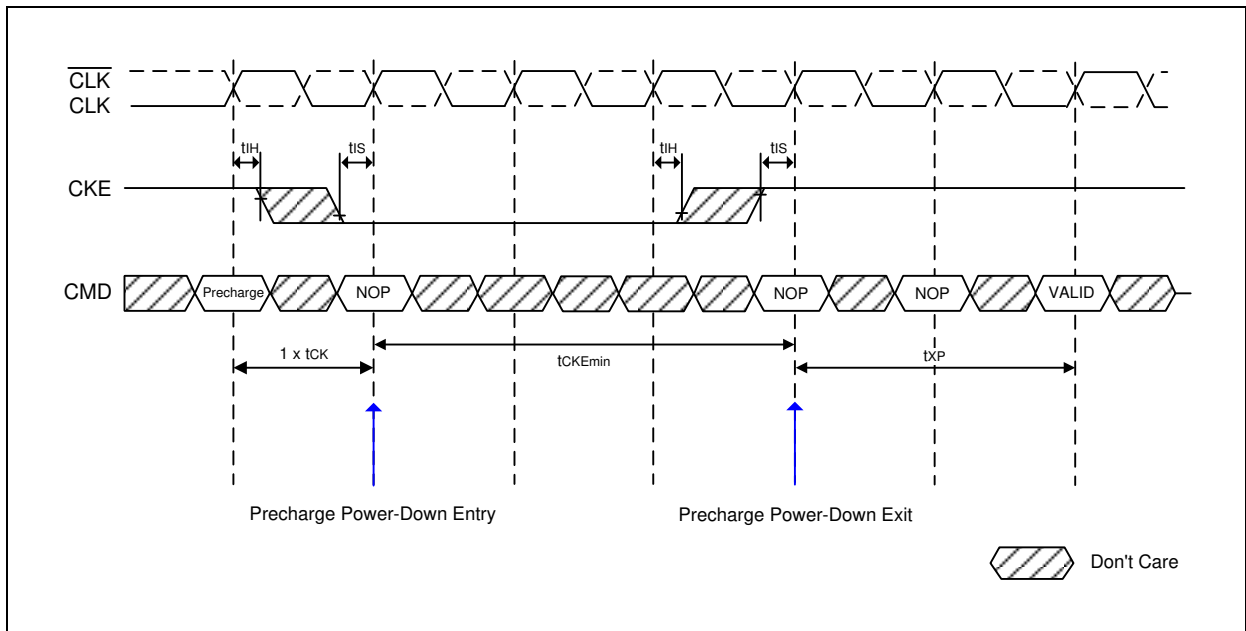 CLK
CLK
tIH
tIS
tIH
tIS
CKE
CMD
Precharge
NOP
NOP
NOP
VALID
1 x tCK
tCKEmin
tXP
Precharge Power-Down Entry
Precharge Power-Down Exit
Don't Care